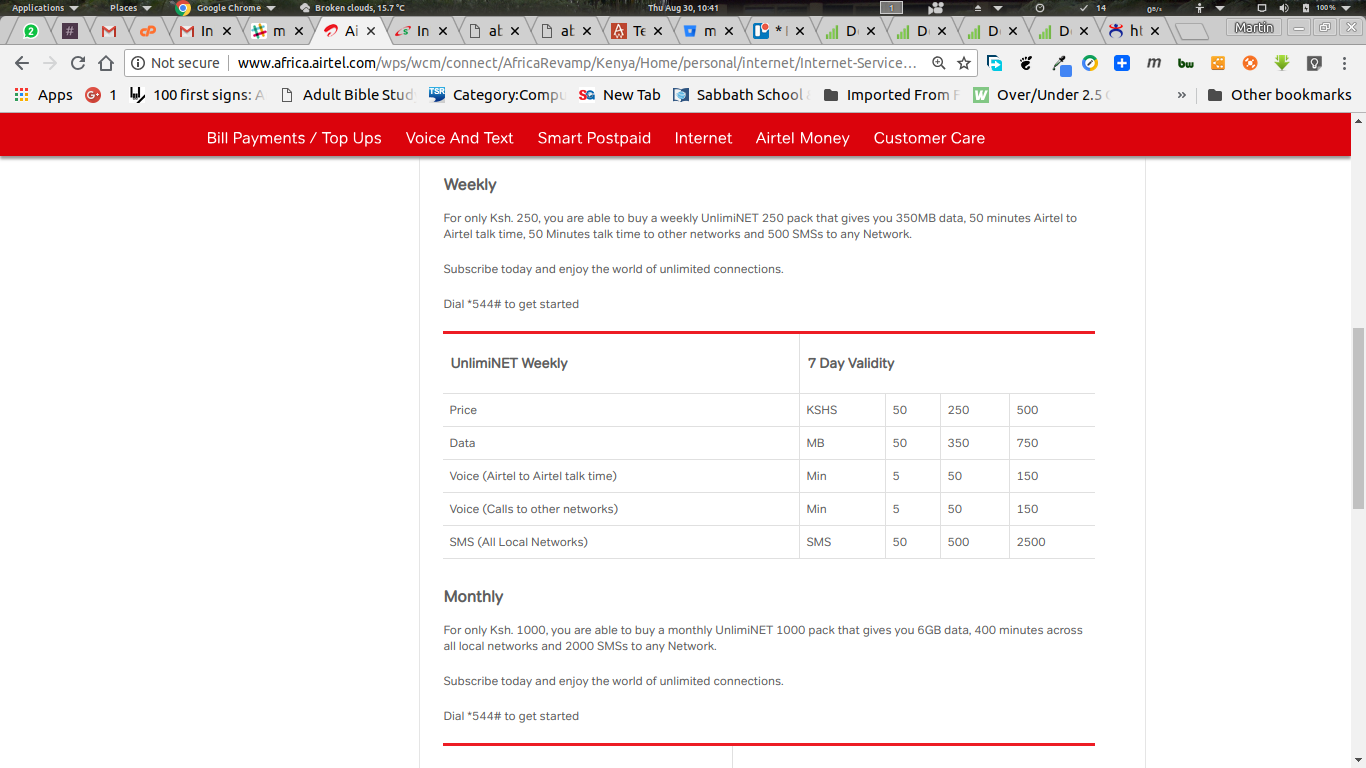 Applications Places Google Chrome Broken clouds, 15.7 °C Thu Aug 30, 10:41 1 14 0B/s 100%
2 # M In m Ai In ab ab Te m * D D D D ht Martin
Not secure www.africa.airtel.com/wps/wcm/connect/AfricaRevamp/Kenya/Home/personal/internet/Internet-Service...
Apps 1 100 first signs: A Adult Bible Stud Category:Compu New Tab Sabbath School Imported From F Over/Under 2.5 » Other bookmarks
Bill Payments / Top Ups Voice And Text Smart Postpaid Internet Airtel Money Customer Care
Weekly
For only Ksh. 250, you are able to buy a weekly UnlimiNET 250 pack that gives you 350MB data, 50 minutes Airtel to
Airtel talk time, 50 Minutes talk time to other networks and 500 SMSs to any Network.
Subscribe today and enjoy the world of unlimited connections.
Dial *544# to get started
UnlimiNET Weekly 7 Day Validity
Price KSHS 50 250 500
Data MB 50 350 750
Voice (Airtel to Airtel talk time) Min 5 50 150
Voice (Calls to other networks) Min 5 50 150
SMS (All Local Networks) SMS 50 500 2500
Monthly
For only Ksh. 1000, you are able to buy a monthly UnlimiNET 1000 pack that gives you 6GB data, 400 minutes across
all local networks and 2000 SMSs to any Network.
Subscribe today and enjoy the world of unlimited connections.
Dial *544# to get started